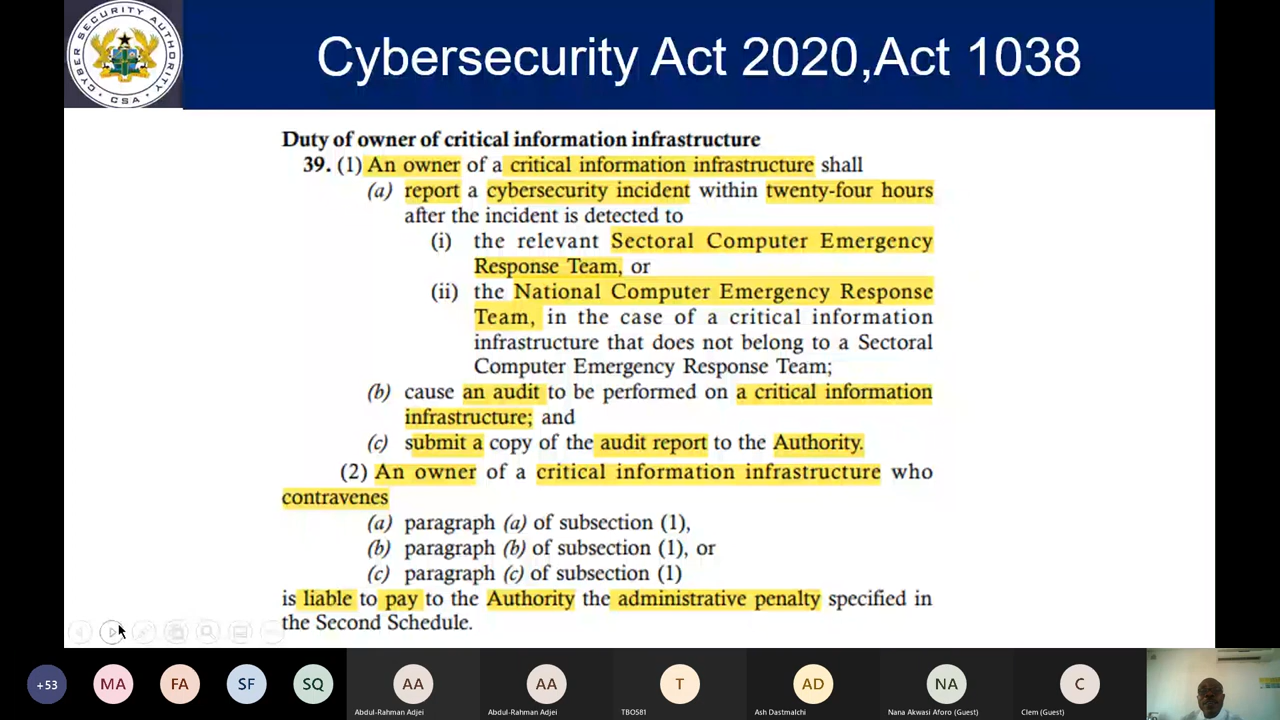 CYBER SECURITY AUTHORITY
CSA
Cybersecurity Act 2020,Act 1038
Duty of owner of critical information infrastructure
39. (1) An owner of a critical information infrastructure shall
(a) report a cybersecurity incident within twenty-four hours
after the incident is detected to
(i) the relevant Sectoral Computer Emergency
Response Team, or
(ii) the National Computer Emergency Response
Team, in the case of a critical information
infrastructure that does not belong to a Sectoral
Computer Emergency Response Team;
(b) cause an audit to be performed on a critical information
infrastructure; and
(c) submit a copy of the audit report to the Authority.
(2) An owner of a critical information infrastructure who
contravenes
(a) paragraph (a) of subsection (1),
(b) paragraph (b) of subsection (1), or
(c) paragraph (c) of subsection (1)
is liable to pay to the Authority the administrative penalty specified in
the Second Schedule.
+53 MA FA SF SQ AA AA T AD NA C
Abdul-Rahman Adjei Abdul-Rahman Adjei TBO581 Ash Dastmalchi Nana Akwasi Aforo (Guest) Clem (Guest)